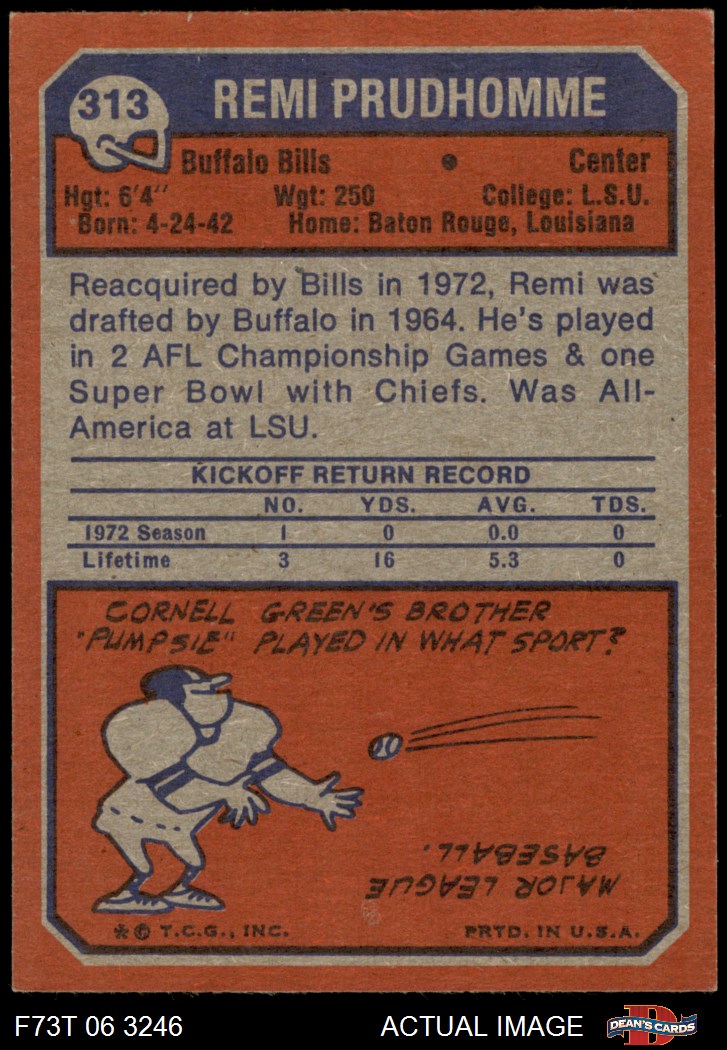 313 REMI PRUDHOMME
Buffalo Bills • Center
Hgt: 6'4" Wgt: 250 College: L.S.U.
Born: 4-24-42 Home: Baton Rouge, Louisiana
Reacquired by Bills in 1972, Remi was
drafted by Buffalo in 1964. He's played
in 2 AFL Championship Games & one
Super Bowl with Chiefs. Was All-
America at LSU.
KICKOFF RETURN RECORD
NO. YDS. AVG. TDS.
1972 Season 1 0 0.0 0
Lifetime 3 16 5.3 0
CORNELL GREEN'S BROTHER
"PUMPSIE" PLAYED IN WHAT SPORT?
MAJOR LEAGUE
BASEBALL.
* © T.C.G., INC. PRTD. IN U.S.A.
F73T 06 3246 ACTUAL IMAGE D DEAN'S CARDS